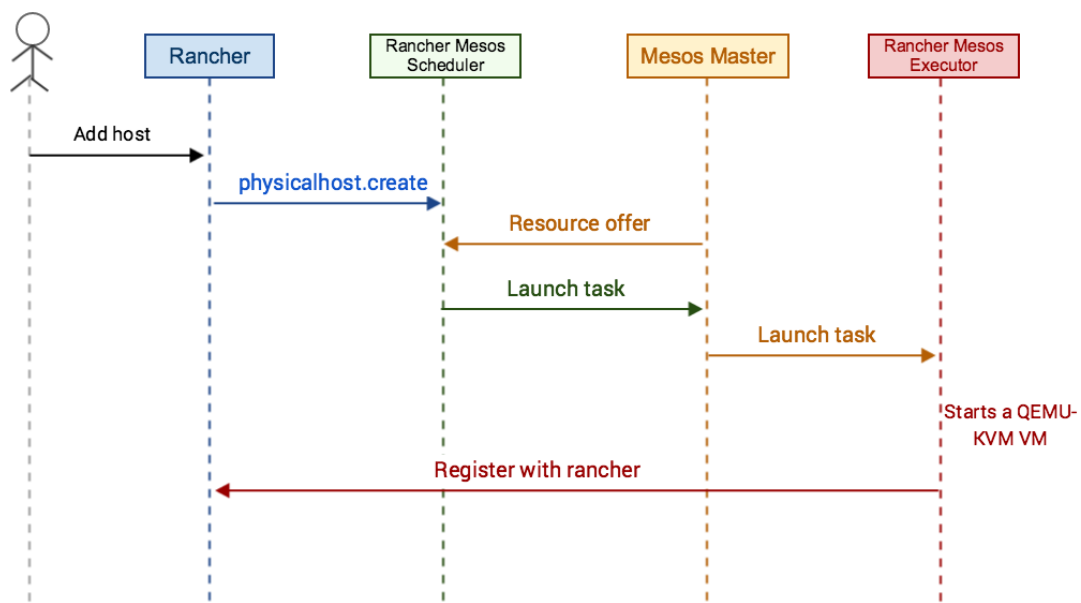 Rancher
Rancher Mesos
Scheduler
Mesos Master
Rancher Mesos
Executor
Add host
physicalhost.create
Resource offer
Launch task
Launch task
Starts a QEMU-
KVM VM
Register with rancher